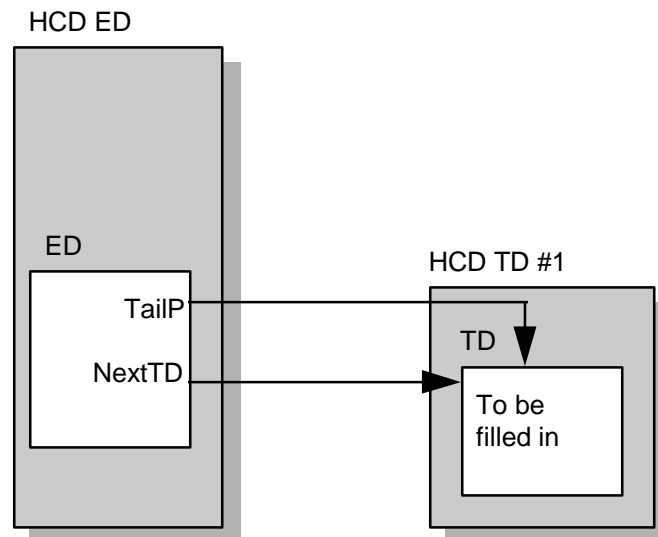 HCD ED
ED
HCD TD #1
TailP
TD
NextTD
To be
filled in